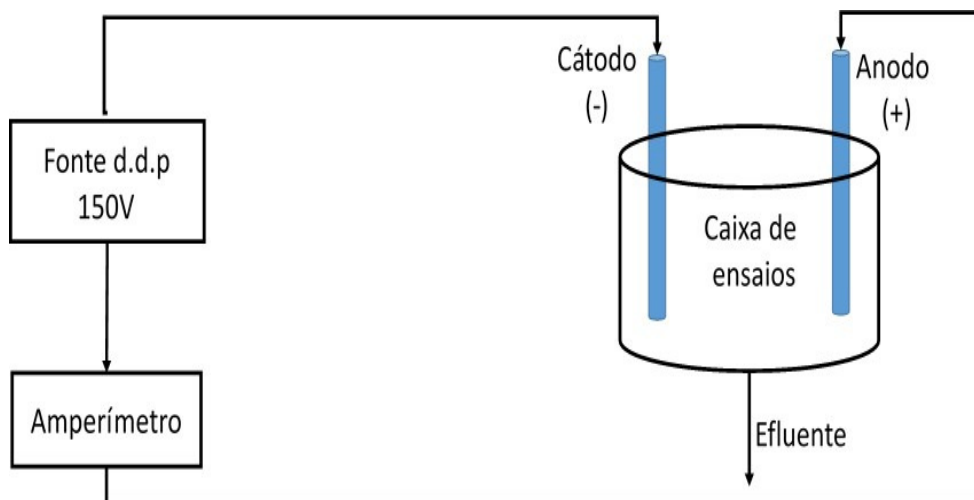 Cátodo
(-)
Anodo
(+)
Fonte d.d.p
150V
Caixa de
ensaios
Amperímetro
Efluente